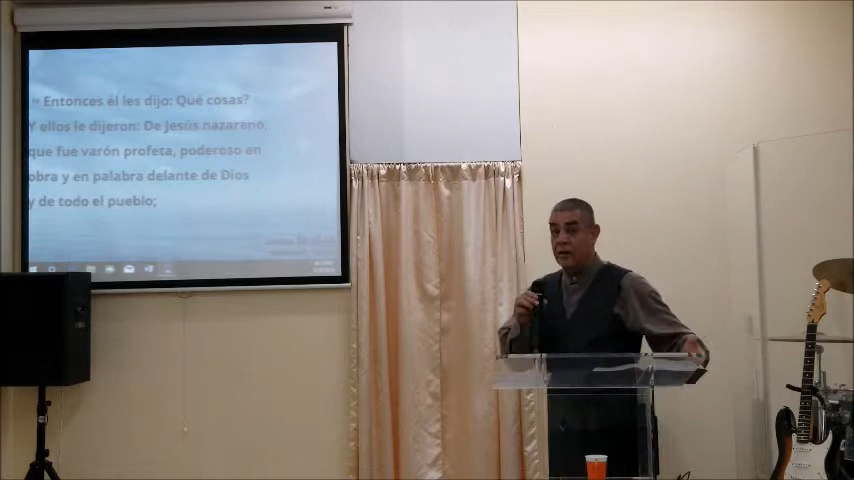 Entonces él les dijo: Qué cosas?
Y ellos le dijeron: De Jesús nazareno,
que fue varón profeta, poderoso en
obra y en palabra delante de Dios
y de todo el pueblo;